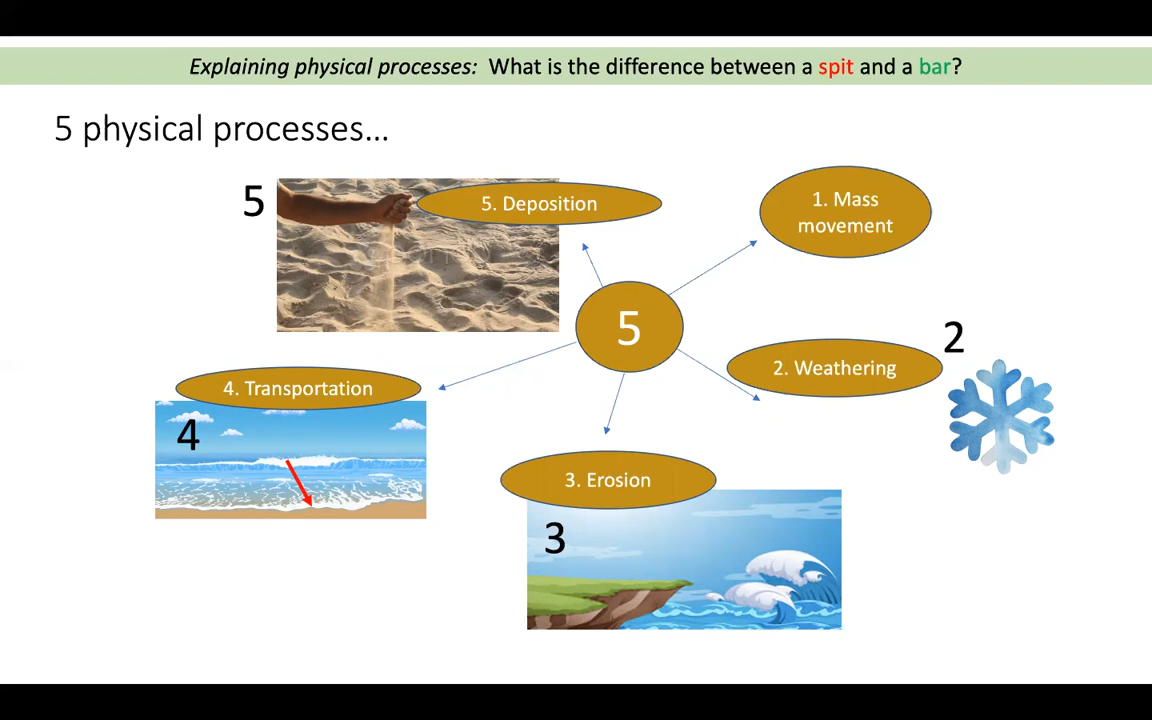 Explaining physical processes: What is the difference between a spit and a bar?
5 physical processes…
5
5. Deposition
1. Mass
movement
5
2
2. Weathering
4. Transportation
4
3. Erosion
3